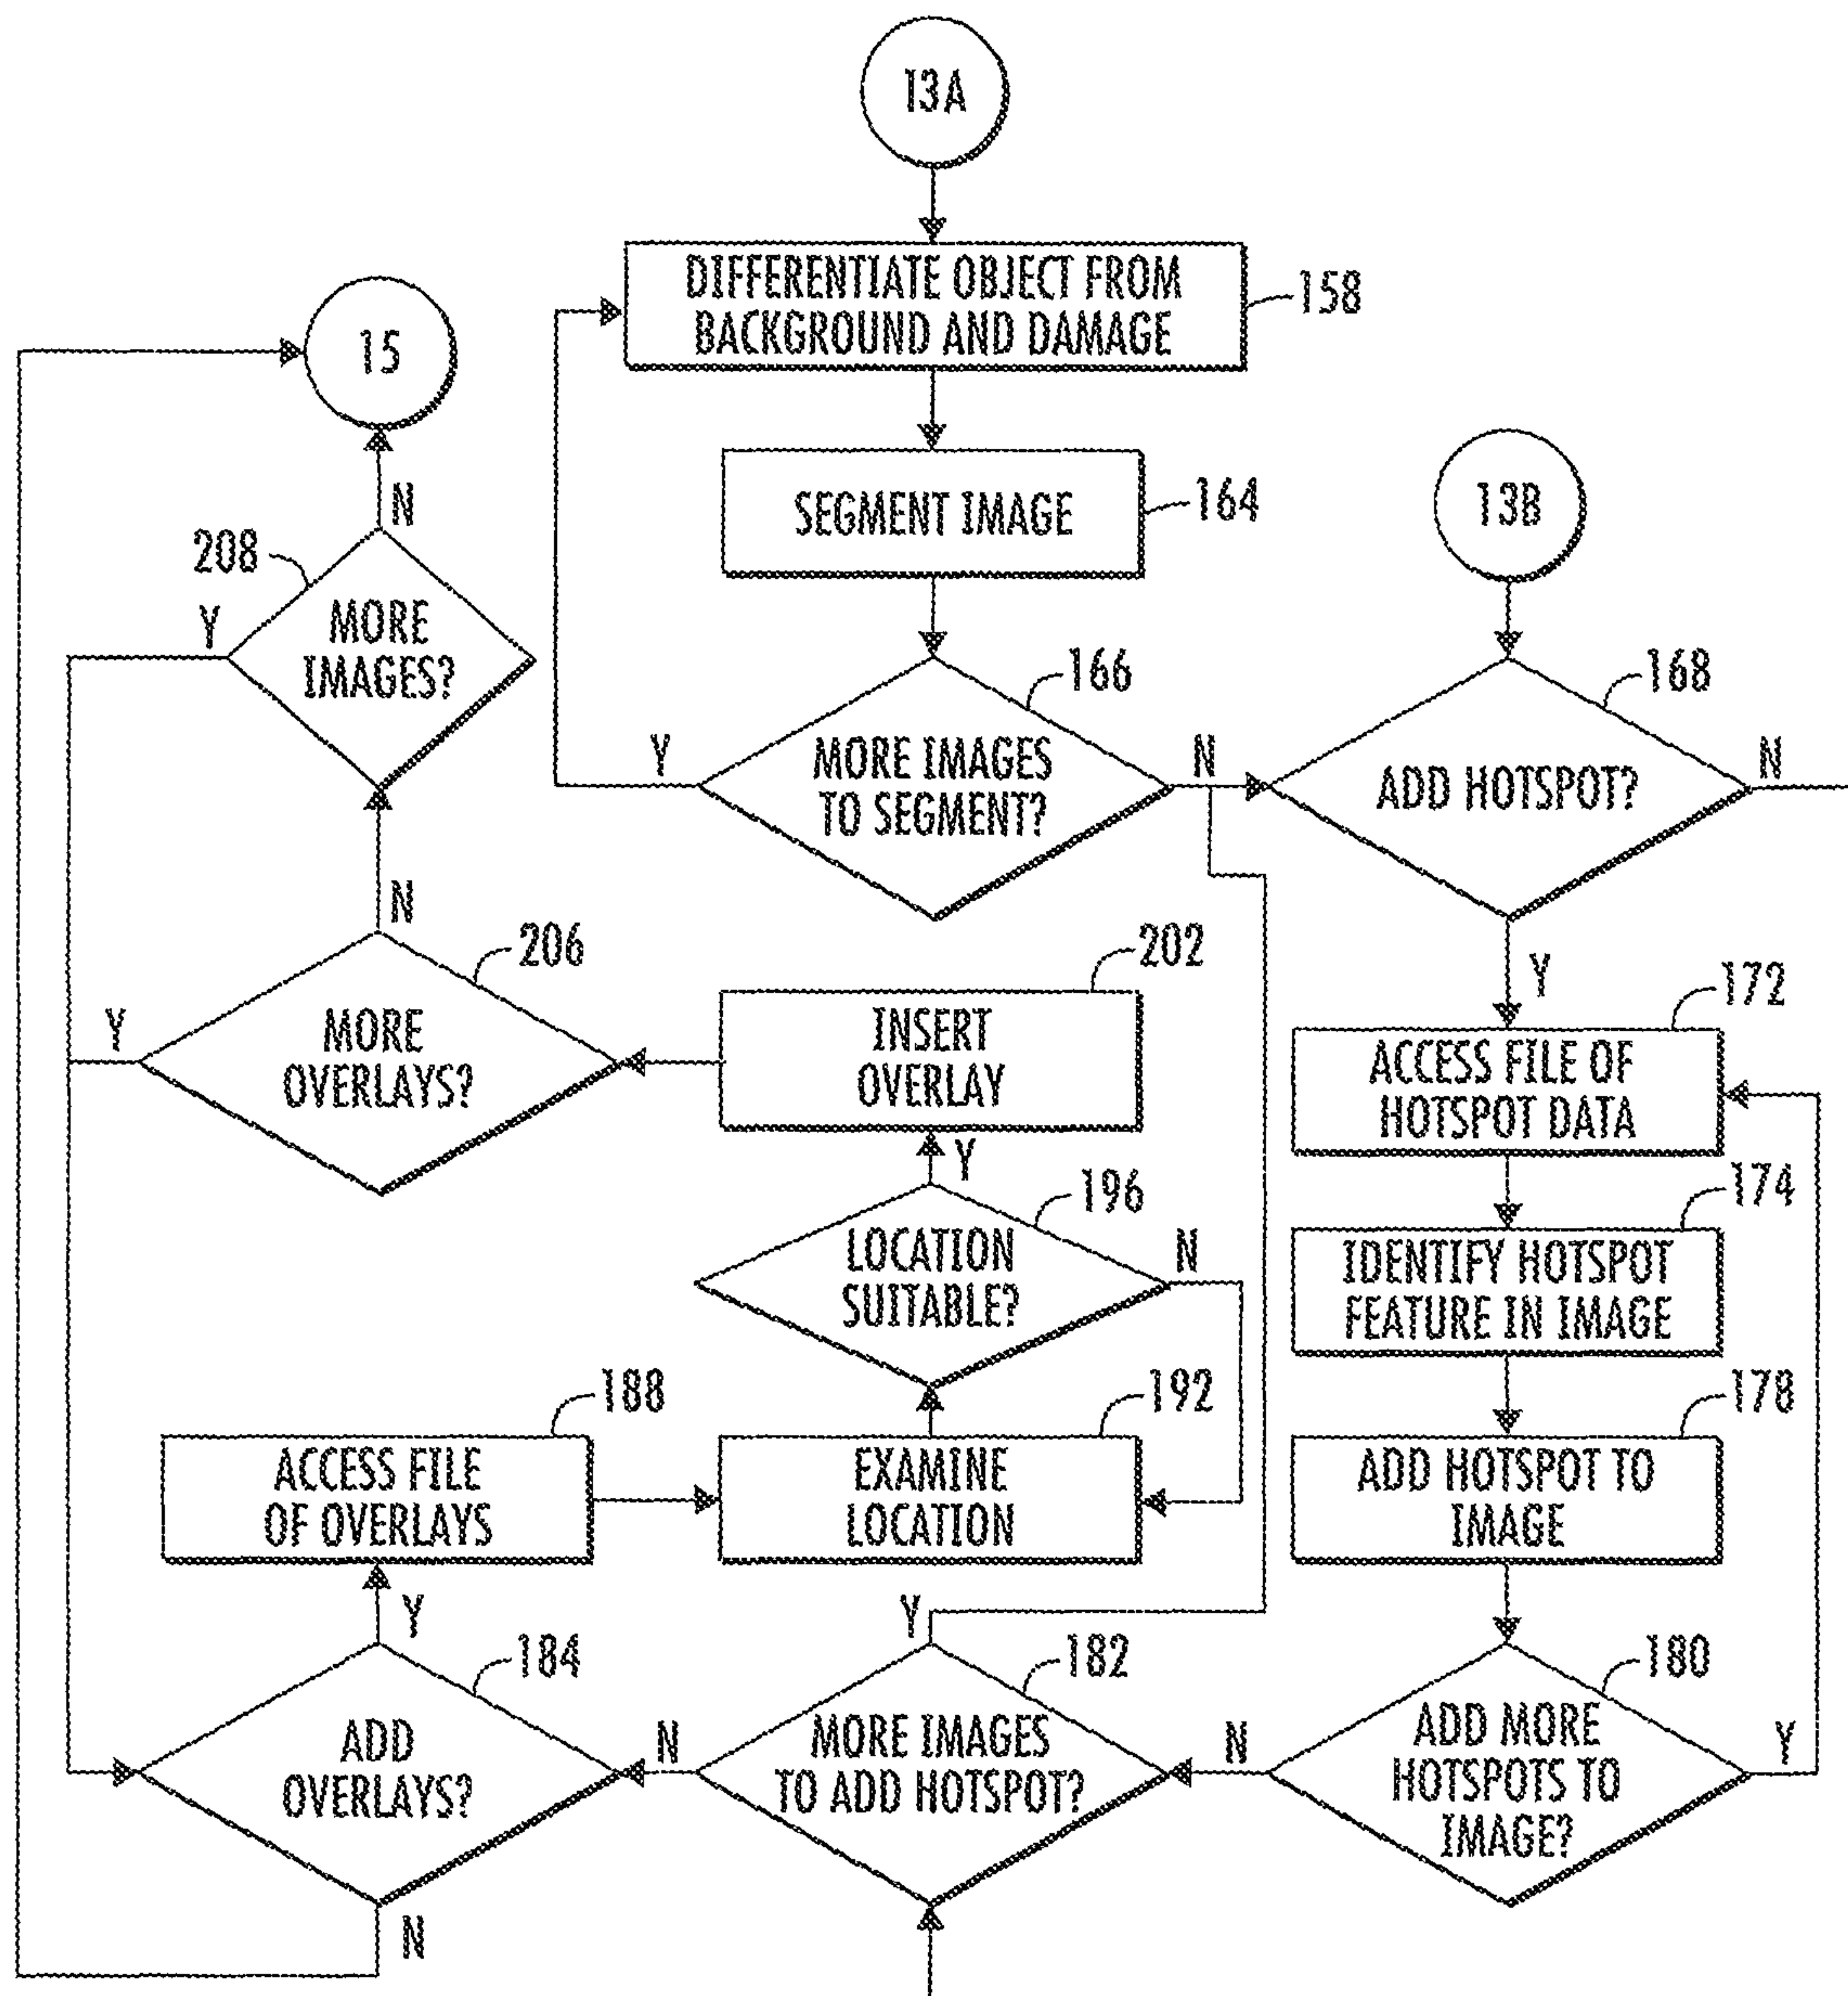 13A
DIFFERENTIATE OBJECT FROM
BACKGROUND AND DAMAGE
158
15
SEGMENT IMAGE
164
13B
N
208
Y
MORE
IMAGES?
166
Y
MORE IMAGES
TO SEGMENT?
N
168
ADD HOTSPOT?
N
N
206
Y
MORE
OVERLAYS?
202
INSERT
OVERLAY
Y
172
ACCESS FILE OF
HOTSPOT DATA
Y
196
LOCATION
SUITABLE?
N
174
IDENTIFY HOTSPOT
FEATURE IN IMAGE
188
ACCESS FILE
OF OVERLAYS
192
EXAMINE
LOCATION
178
ADD HOTSPOT TO
IMAGE
Y
184
ADD
OVERLAYS?
N
Y
182
MORE IMAGES
TO ADD HOTSPOT?
N
180
ADD MORE
HOTSPOTS TO
IMAGE?
Y
N